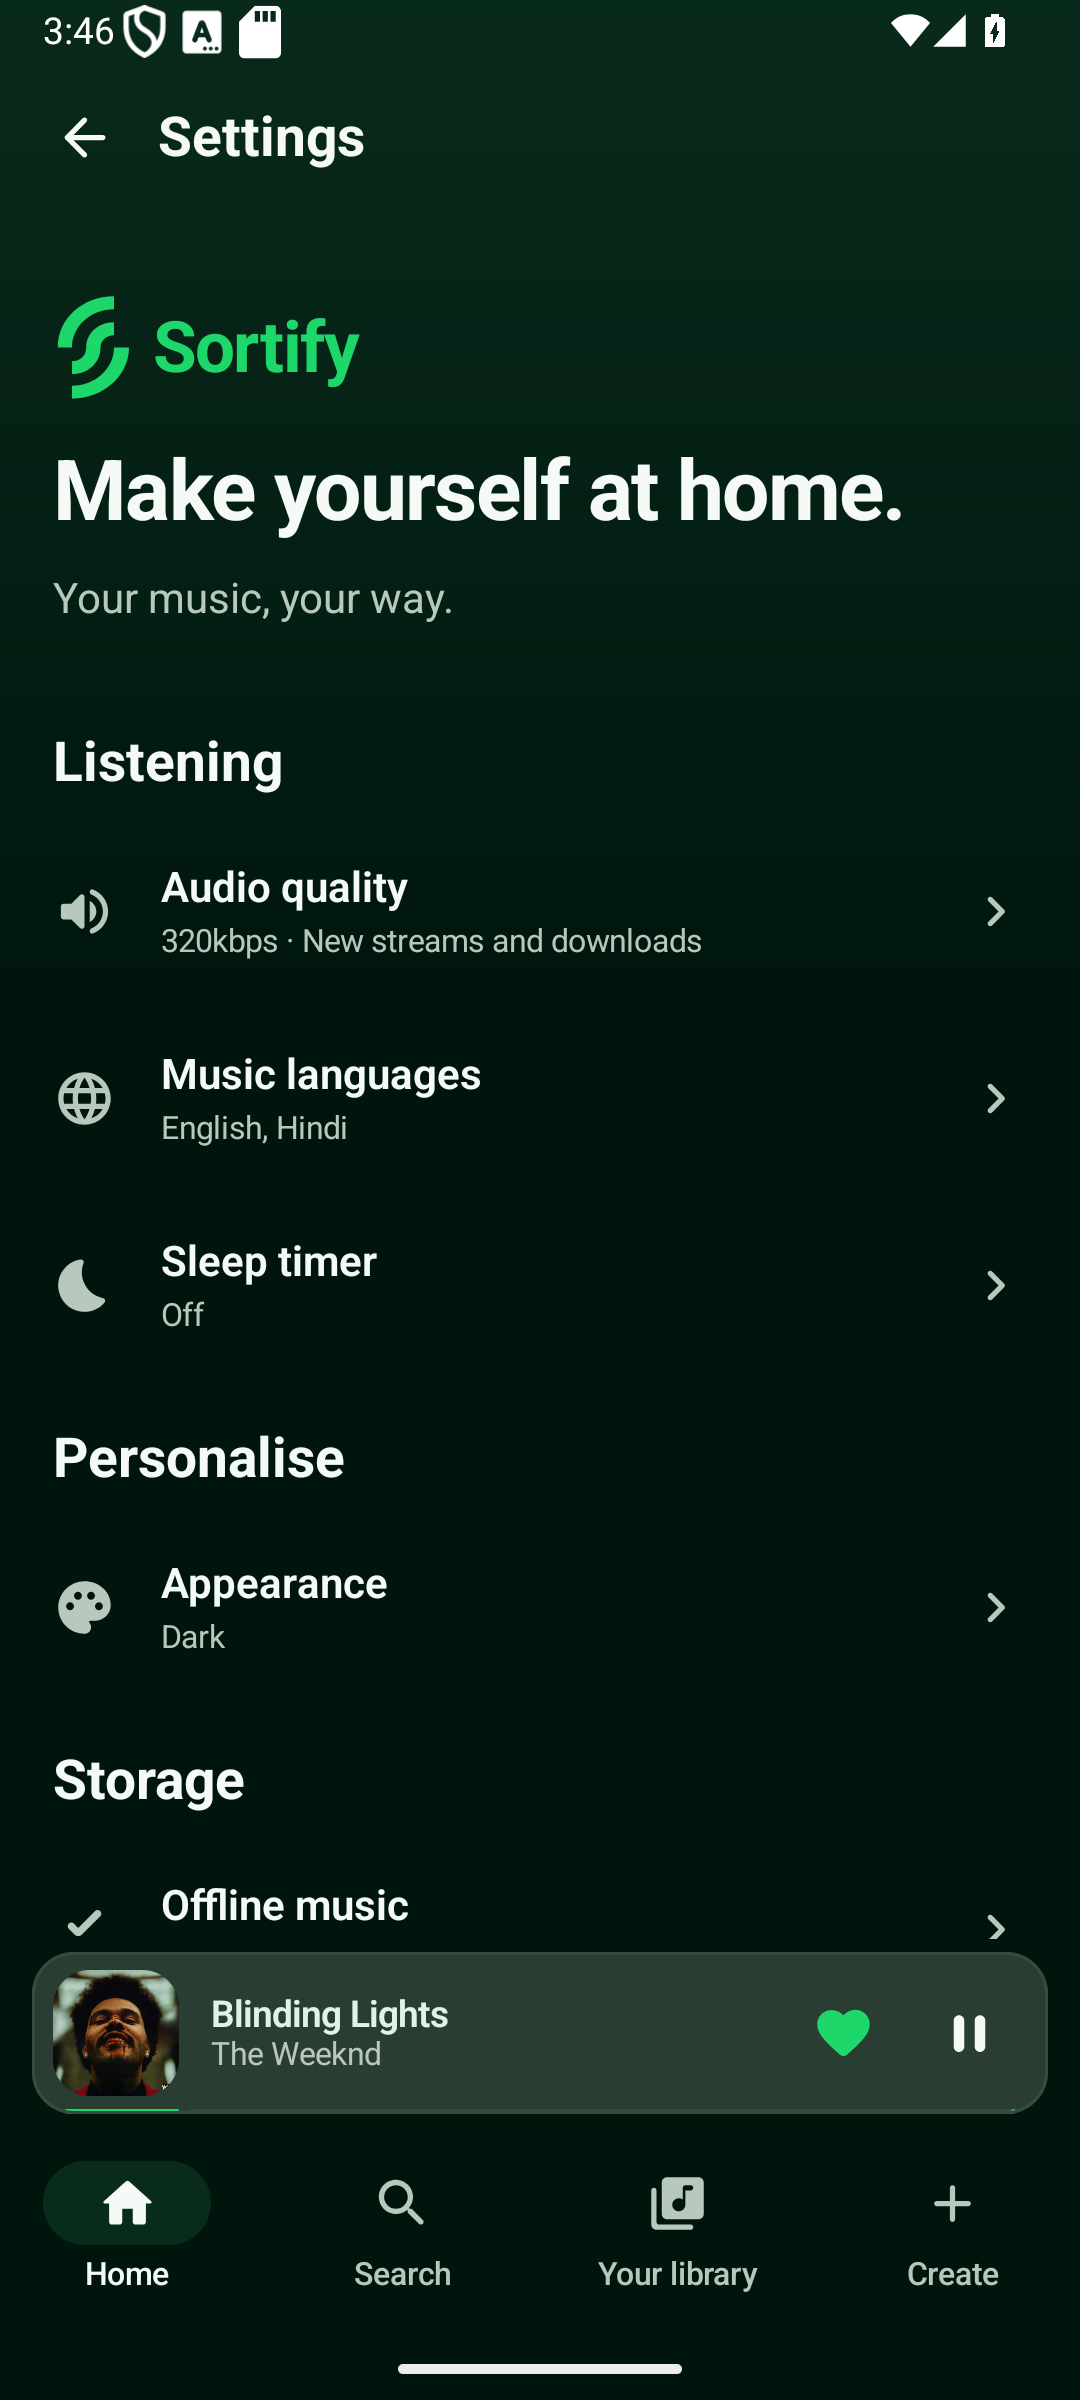 3:46
Settings
Sortify
Make yourself at home.
Your music, your way.
Listening
Audio quality
320kbps · New streams and downloads
Music languages
English, Hindi
Sleep timer
Off
Personalise
Appearance
Dark
Storage
Offline music
Blinding Lights
The Weeknd
Home
Search
Your library
Create